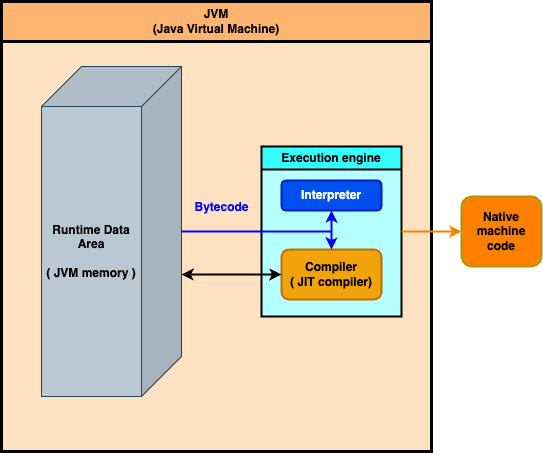 JVM
(Java Virtual Machine)
Execution engine
Interpreter
Bytecode
Runtime Data
Area
( JVM memory )
Compiler
( JIT compiler)
Native
machine
code